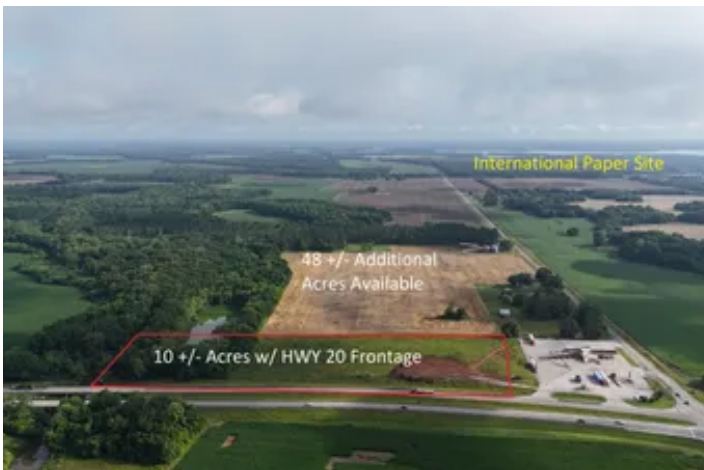 International Paper Site
48 +/- Additional
Acres Available
10 +/- Acres w/ HWY 20 Frontage